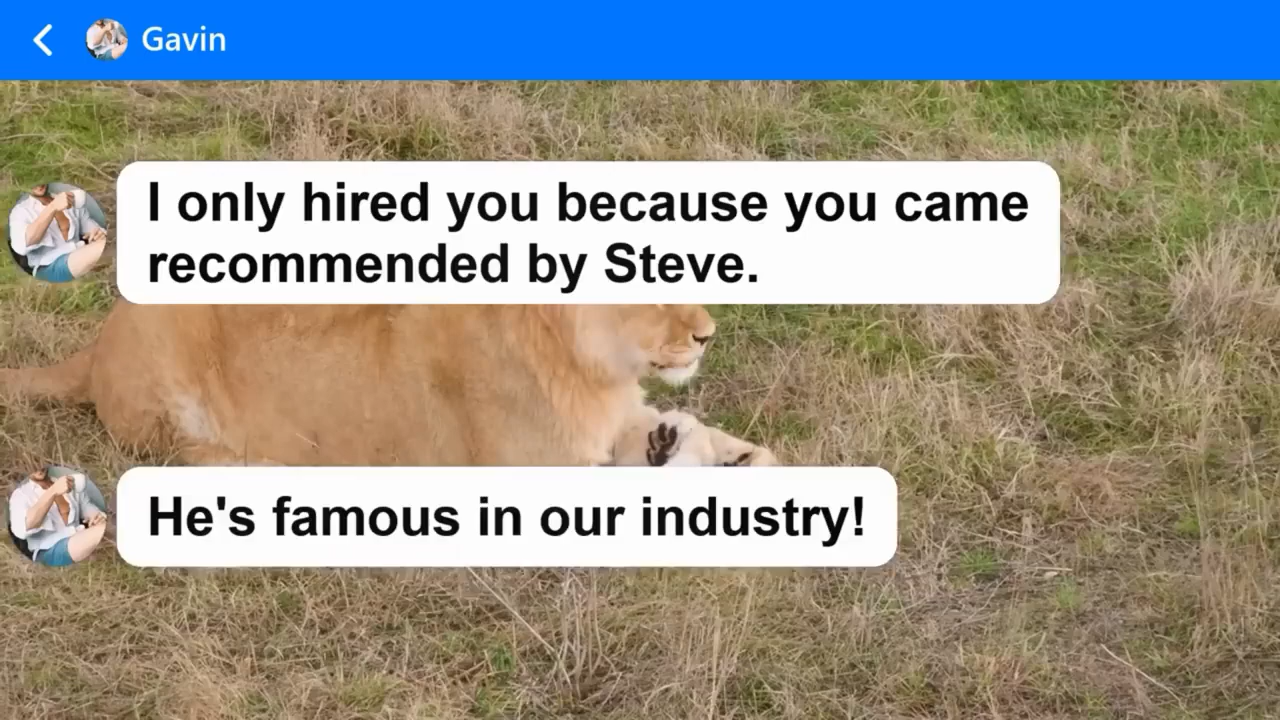 Gavin
I only hired you because you came
recommended by Steve.
He's famous in our industry!